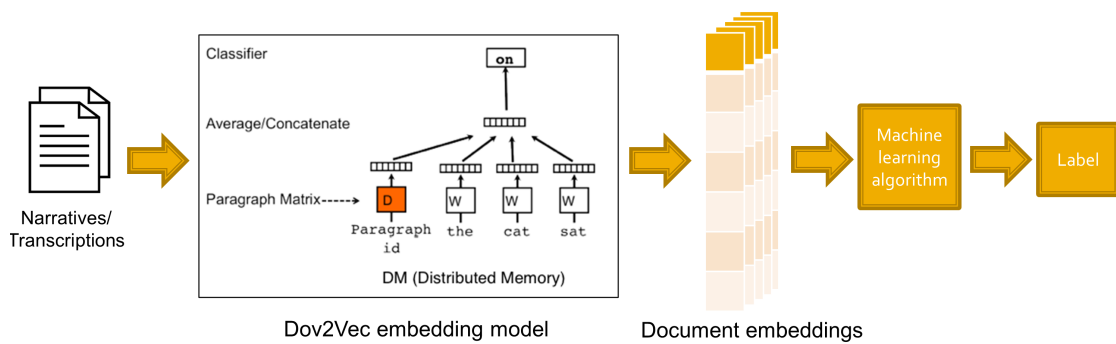 Narratives/
Transcriptions
Classifier
on
Average/Concatenate
Paragraph Matrix
D
W
W
W
Paragraph
id
the
cat
sat
DM (Distributed Memory)
Dov2Vec embedding model
Document embeddings
Machine
learning
algorithm
Label